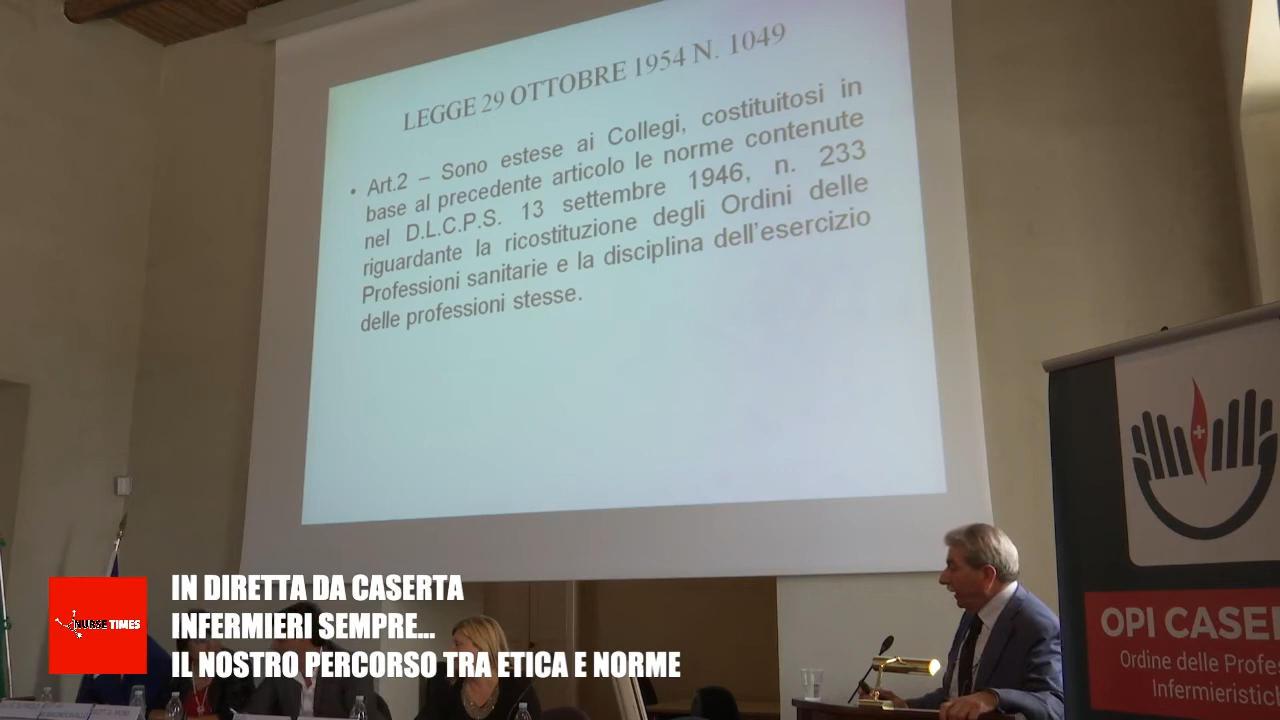 LEGGE 29 OTTOBRE 1954 N. 1049
• Art.2 – Sono estese ai Collegi, costituitosi in
base al precedente articolo le norme contenute
nel D.L.C.P.S. 13 settembre 1946, n. 233
riguardante la ricostituzione degli Ordini delle
Professioni sanitarie e la disciplina dell'esercizio
delle professioni stesse.
OPI CASE
Ordine delle Profe
Infermieristic
NURSE TIMES
IN DIRETTA DA CASERTA
INFERMIERI SEMPRE...
IL NOSTRO PERCORSO TRA ETICA E NORME